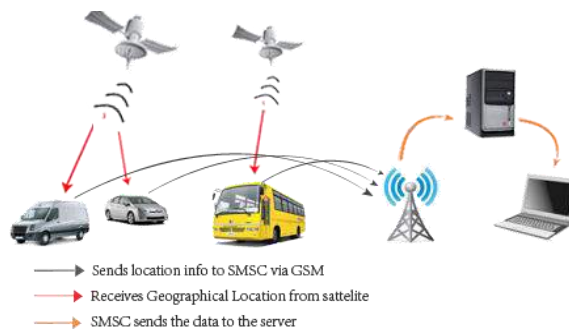 Sends location info to SMSC via GSM
Receives Geographical Location from sattelite
SMSC sends the data to the server